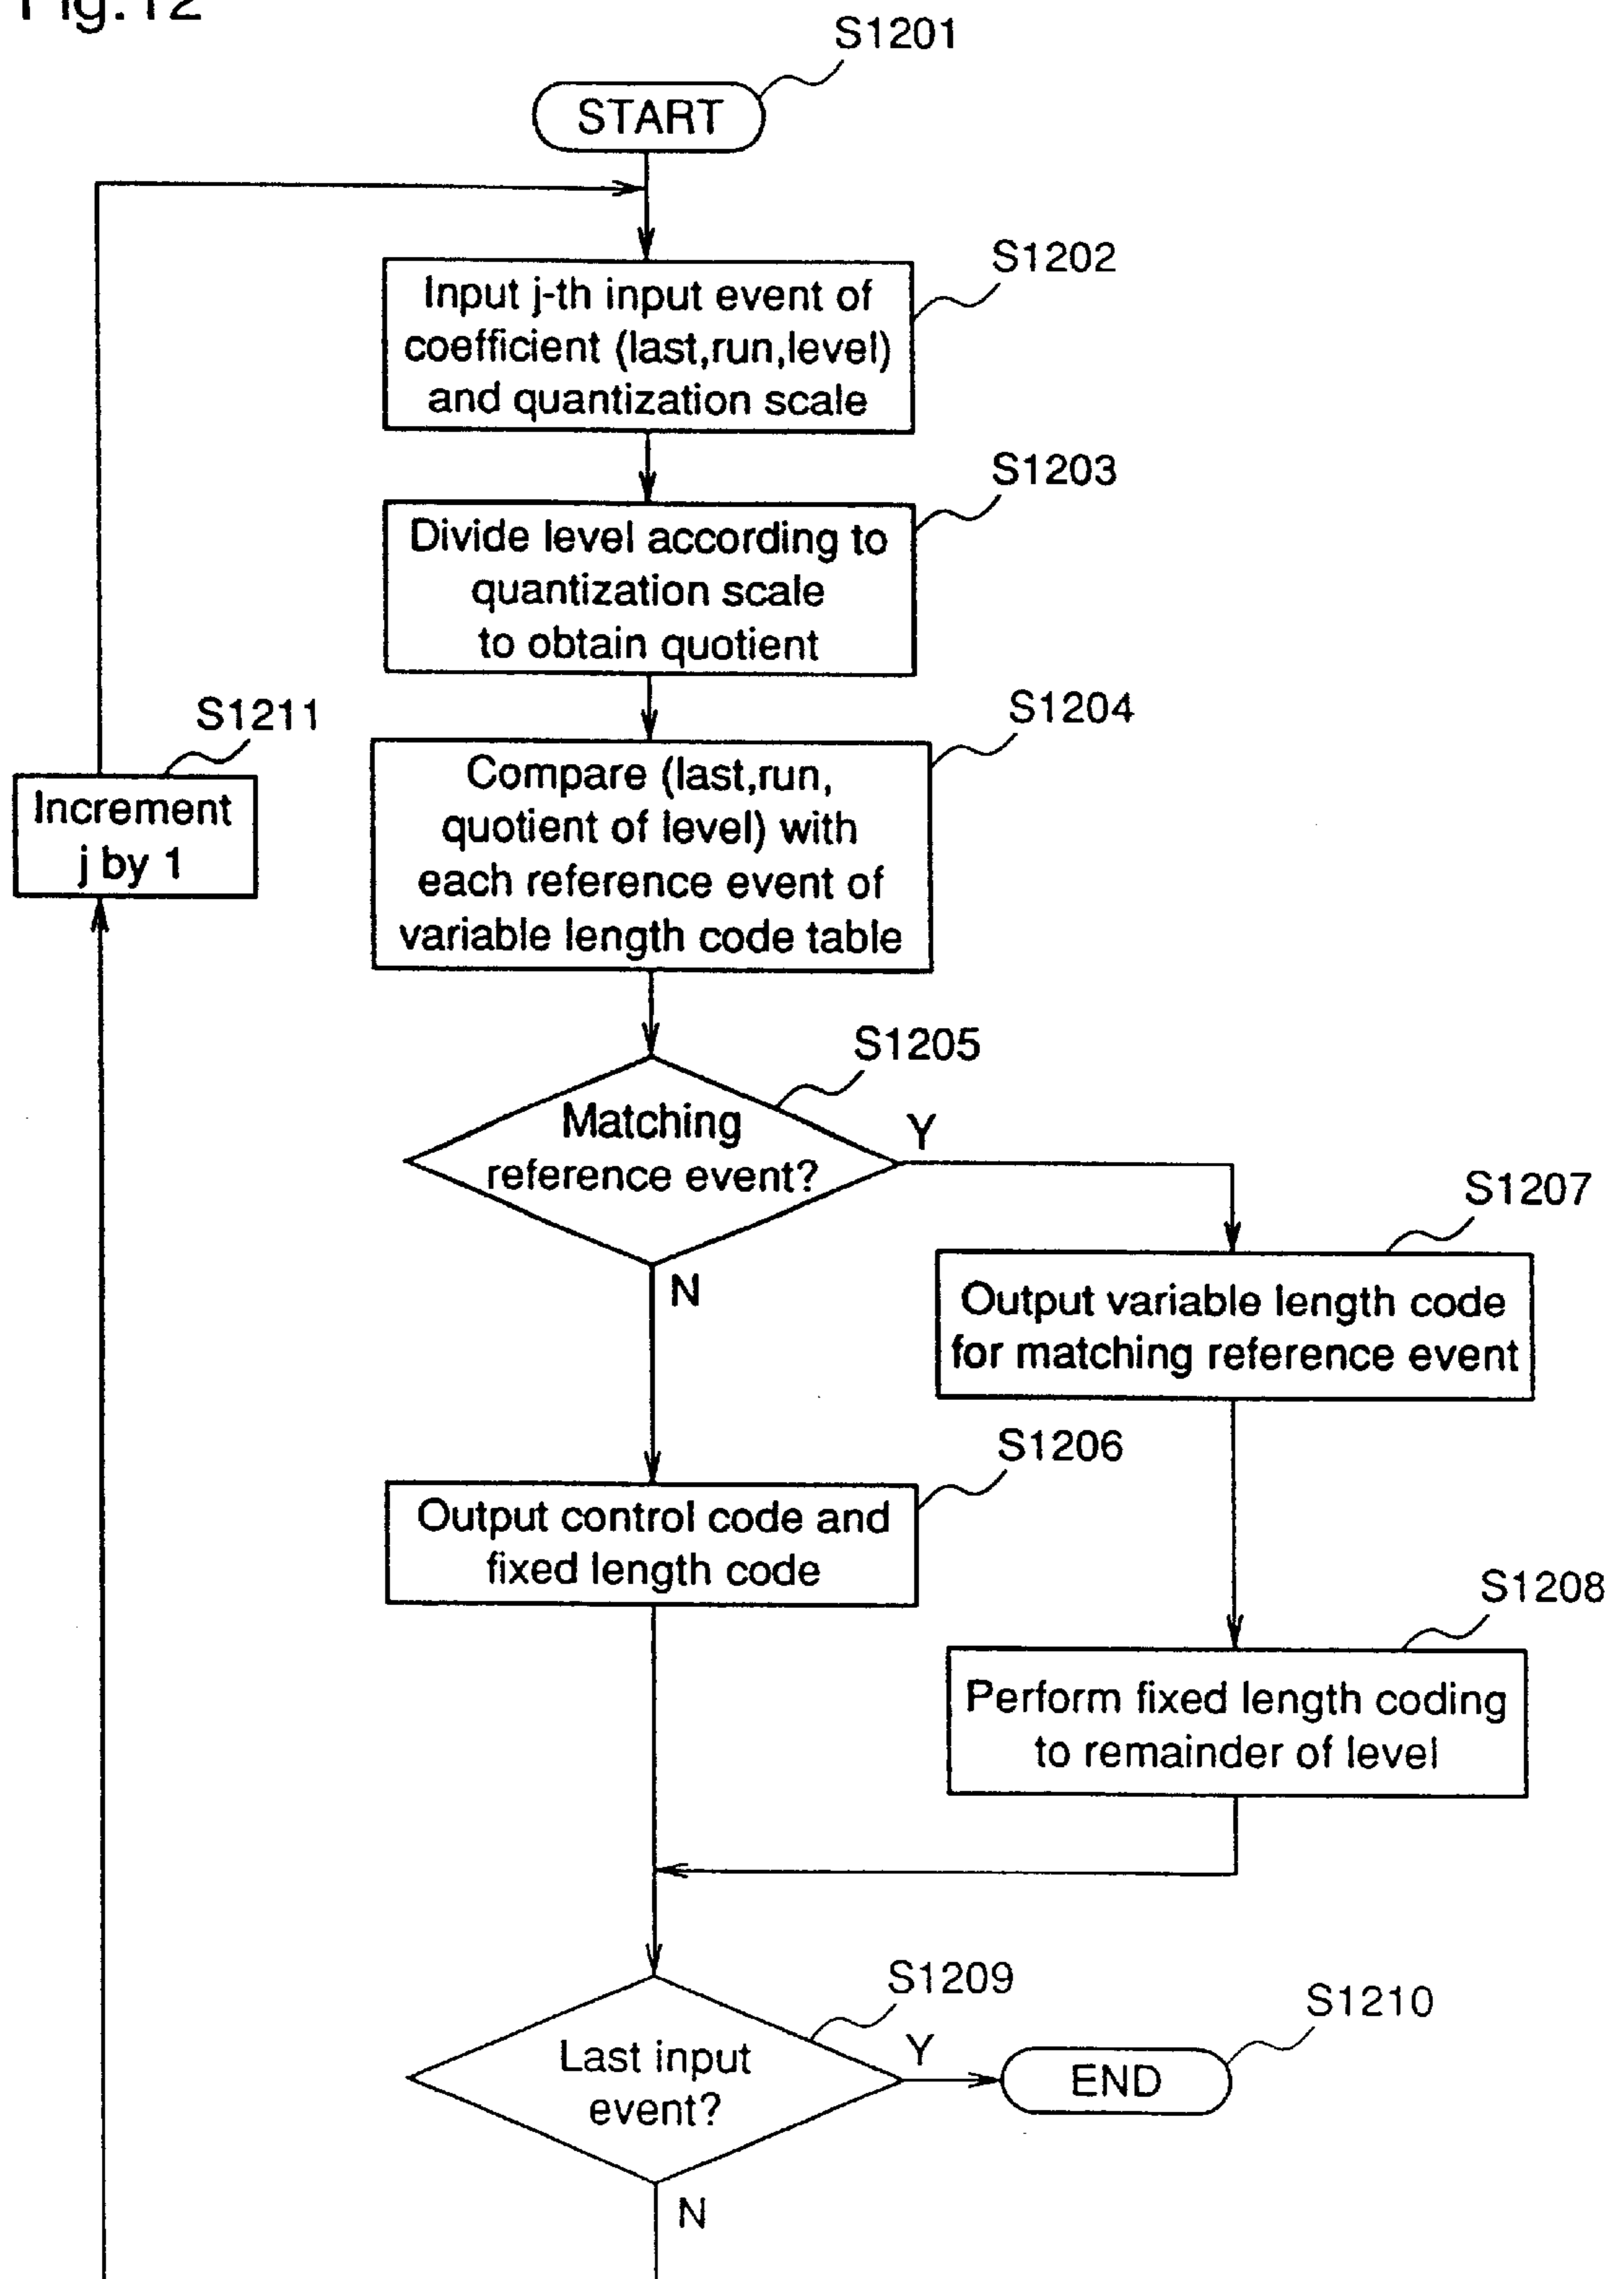 Fig.12
S1201
START
S1202
Input j-th input event of
coefficient (last,run,level)
and quantization scale
S1203
Divide level according to
quantization scale
to obtain quotient
S1211
Increment
j by 1
S1204
Compare (last,run,
quotient of level) with
each reference event of
variable length code table
S1205
Matching
reference event?
Y
N
S1207
Output variable length code
for matching reference event
S1206
Output control code and
fixed length code
S1208
Perform fixed length coding
to remainder of level
S1209
Last input
event?
Y
S1210
END
N